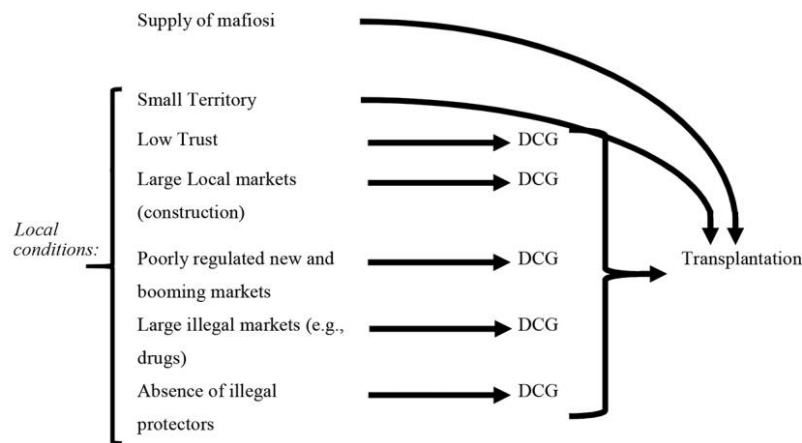 Supply of mafiosi
Small Territory
Low Trust
DCG
Large Local markets
(construction)
DCG
Local
conditions:
Poorly regulated new and
booming markets
DCG
Transplantation
Large illegal markets (e.g.,
drugs)
DCG
Absence of illegal
protectors
DCG